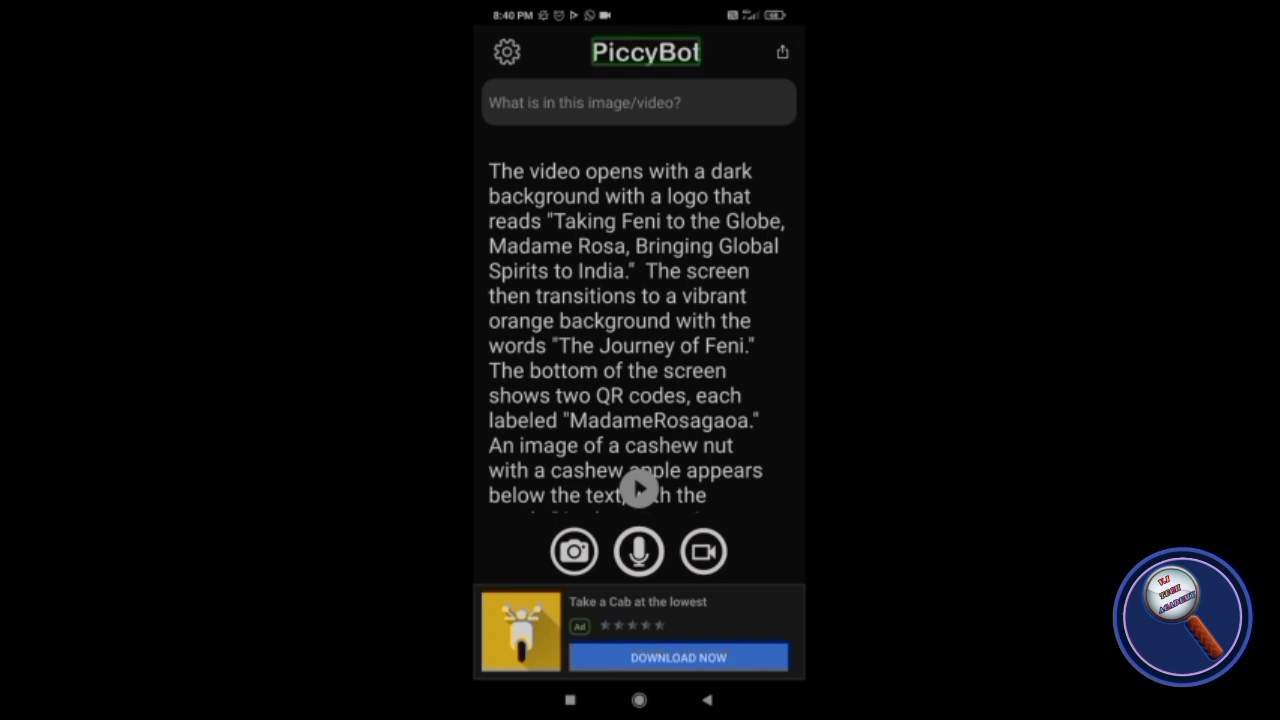 8:40 PM
PiccyBot
What is in this image/video?
The video opens with a dark
background with a logo that
reads "Taking Feni to the Globe,
Madame Rosa, Bringing Global
Spirits to India."  The screen
then transitions to a vibrant
orange background with the
words "The Journey of Feni."
The bottom of the screen
shows two QR codes, each
labeled "MadameRosagaoa."
An image of a cashew nut
with a cashew apple appears
below the text, with the
Take a Cab at the lowest
Ad
DOWNLOAD NOW
V.I
TECH
ACADEMY